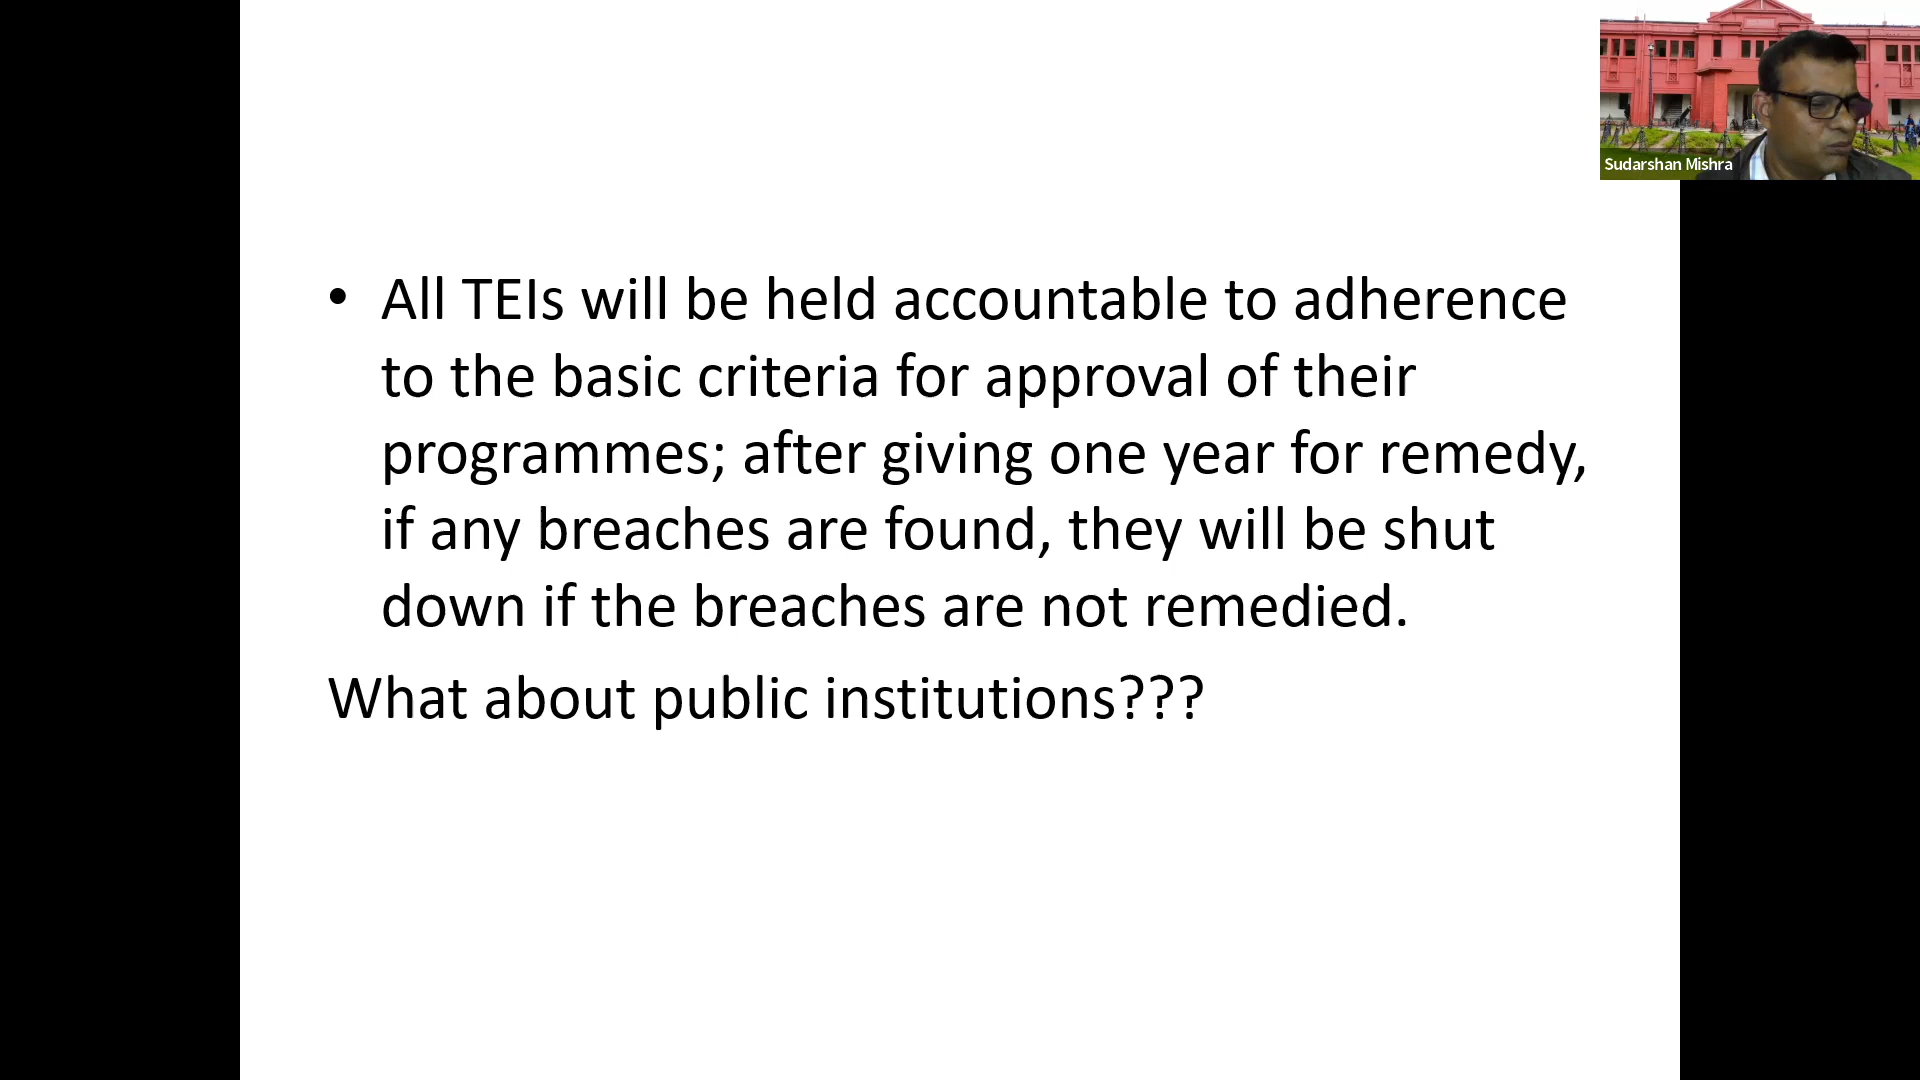 Sudarshan Mishra
• All TEIs will be held accountable to adherence
to the basic criteria for approval of their
programmes; after giving one year for remedy,
if any breaches are found, they will be shut
down if the breaches are not remedied.
What about public institutions???